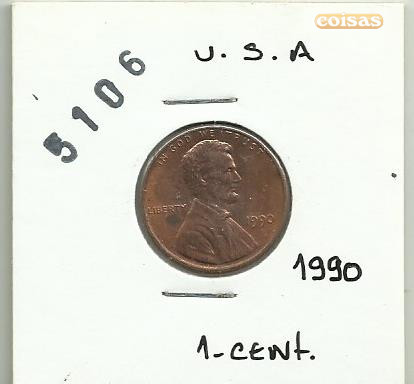 coisas
U.S.A
5106
IN GOD WE TRUST
LIBERTY
1990
1990
1-CENT.